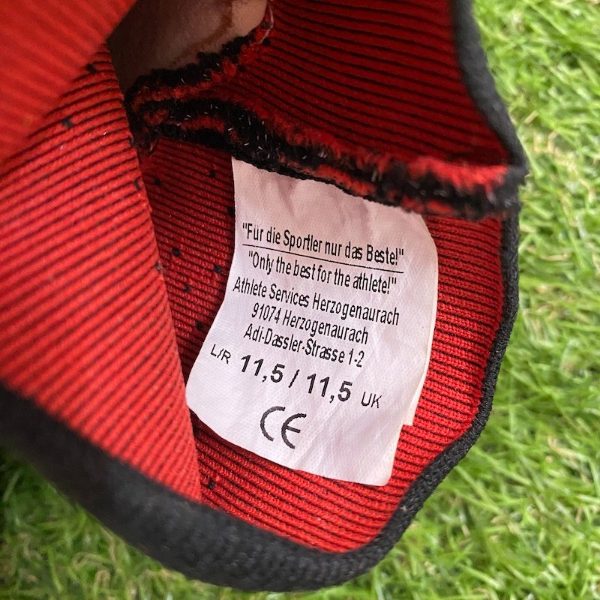 "Für die Sportler nur das Beste!"
"Only the best for the athlete!"
Athlete Services Herzogenaurach
91074 Herzogenaurach
Adi-Dassler-Strasse 1-2
L/R 11,5 / 11,5 UK
CE